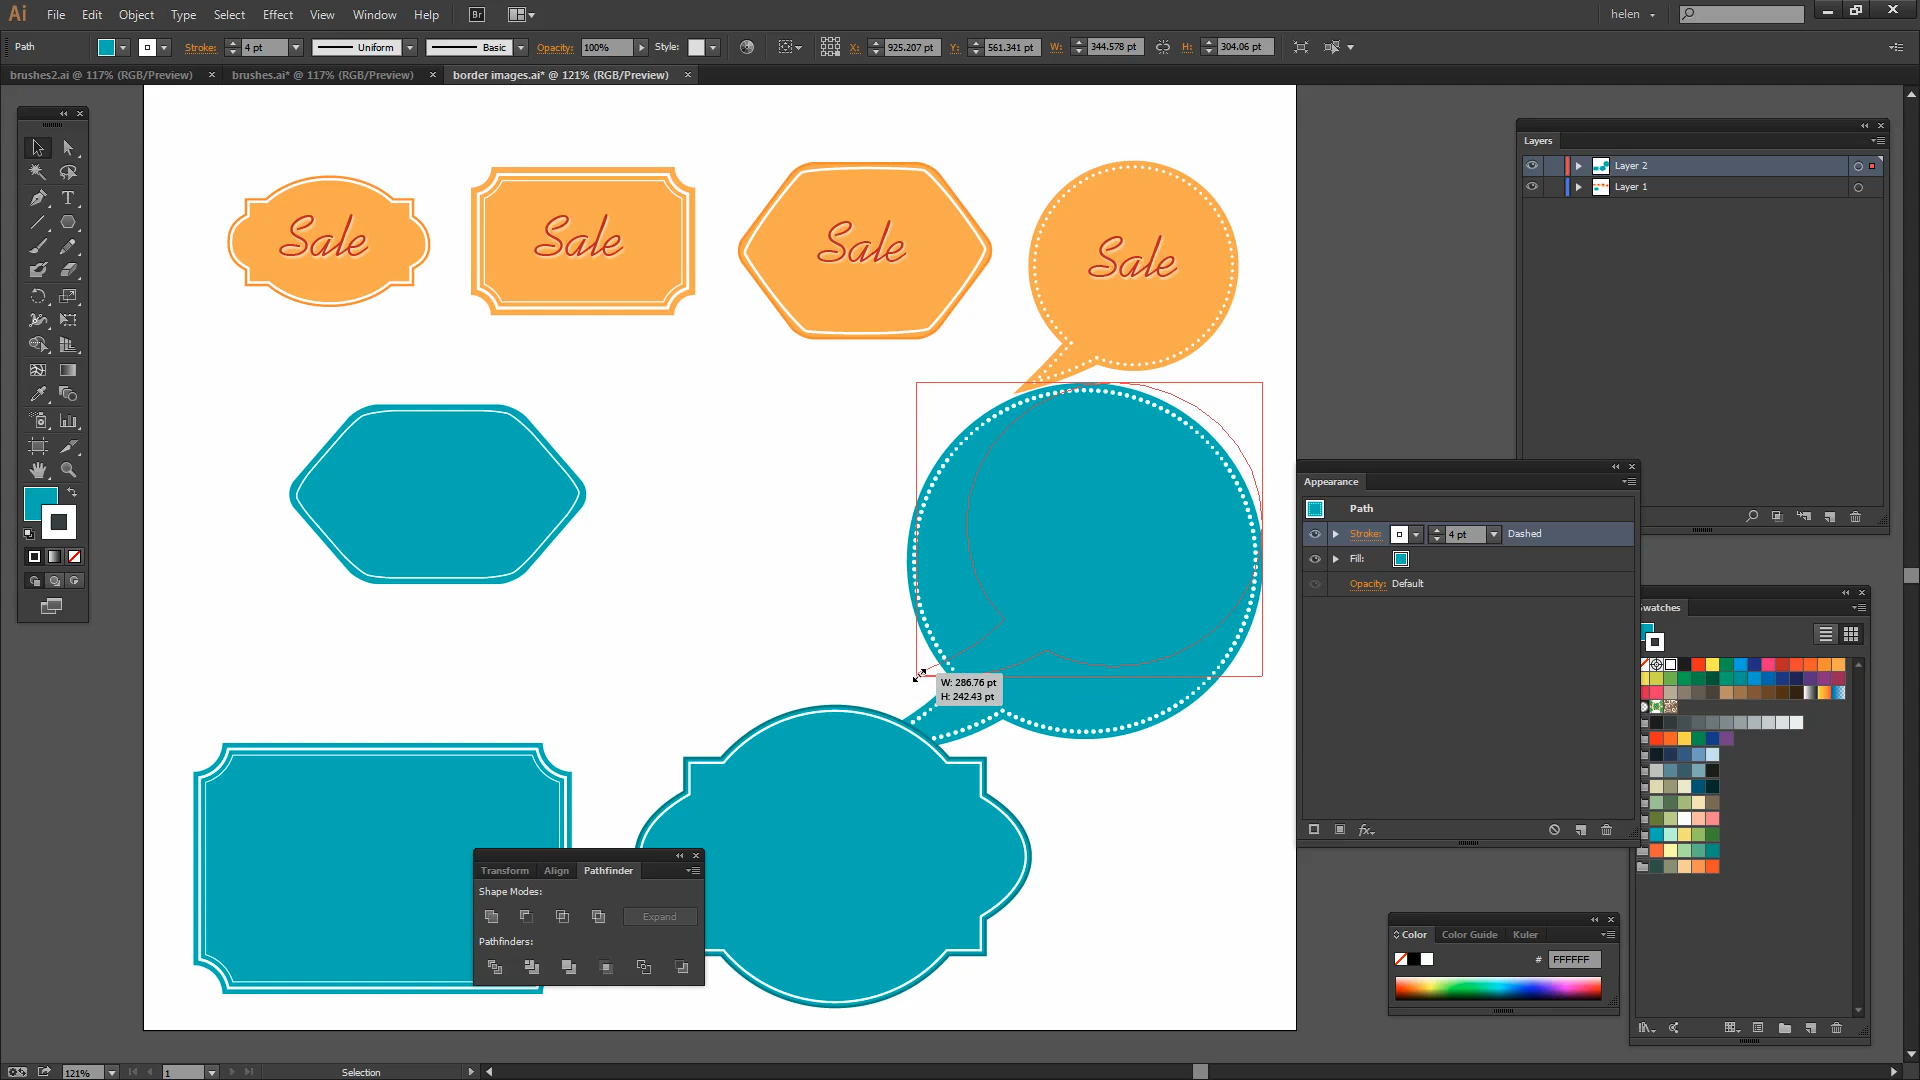 Ai File Edit Object Type Select Effect View Window Help Br helen
Path Stroke: 4 pt Uniform Basic Opacity: 100% Style: X: 925.207 pt Y: 561.341 pt W: 344.578 pt H: 304.06 pt
brushes2.ai @ 117% (RGB/Preview) brushes.ai* @ 117% (RGB/Preview) border images.ai* @ 121% (RGB/Preview)
Layers
Layer 2
Layer 1
Sale Sale Sale Sale
Appearance
Path
Stroke: 4 pt Dashed
Fill:
Opacity: Default
Swatches
W: 286.76 pt
H: 242.43 pt
Transform Align Pathfinder
Shape Modes:
Expand
Pathfinders:
fx
Color Color Guide Kuler
# FFFFFF
121% 1 Selection